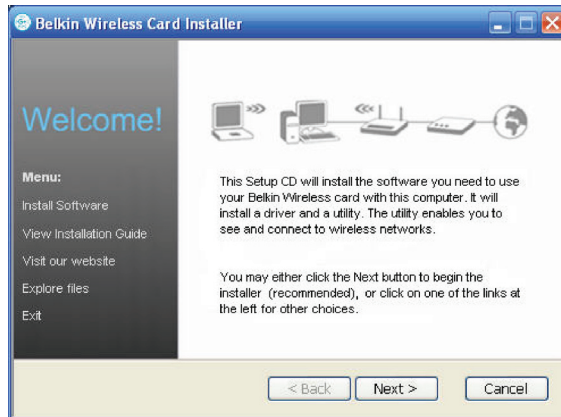 Belkin Wireless Card Installer
Welcome!
Menu:
Install Software
View Installation Guide
Visit our website
Explore files
Exit
This Setup CD will install the software you need to use
your Belkin Wireless card with this computer. It will
install a driver and a utility. The utility enables you to
see and connect to wireless networks.
You may either click the Next button to begin the
installer (recommended), or click on one of the links at
the left for other choices.
< Back
Next >
Cancel